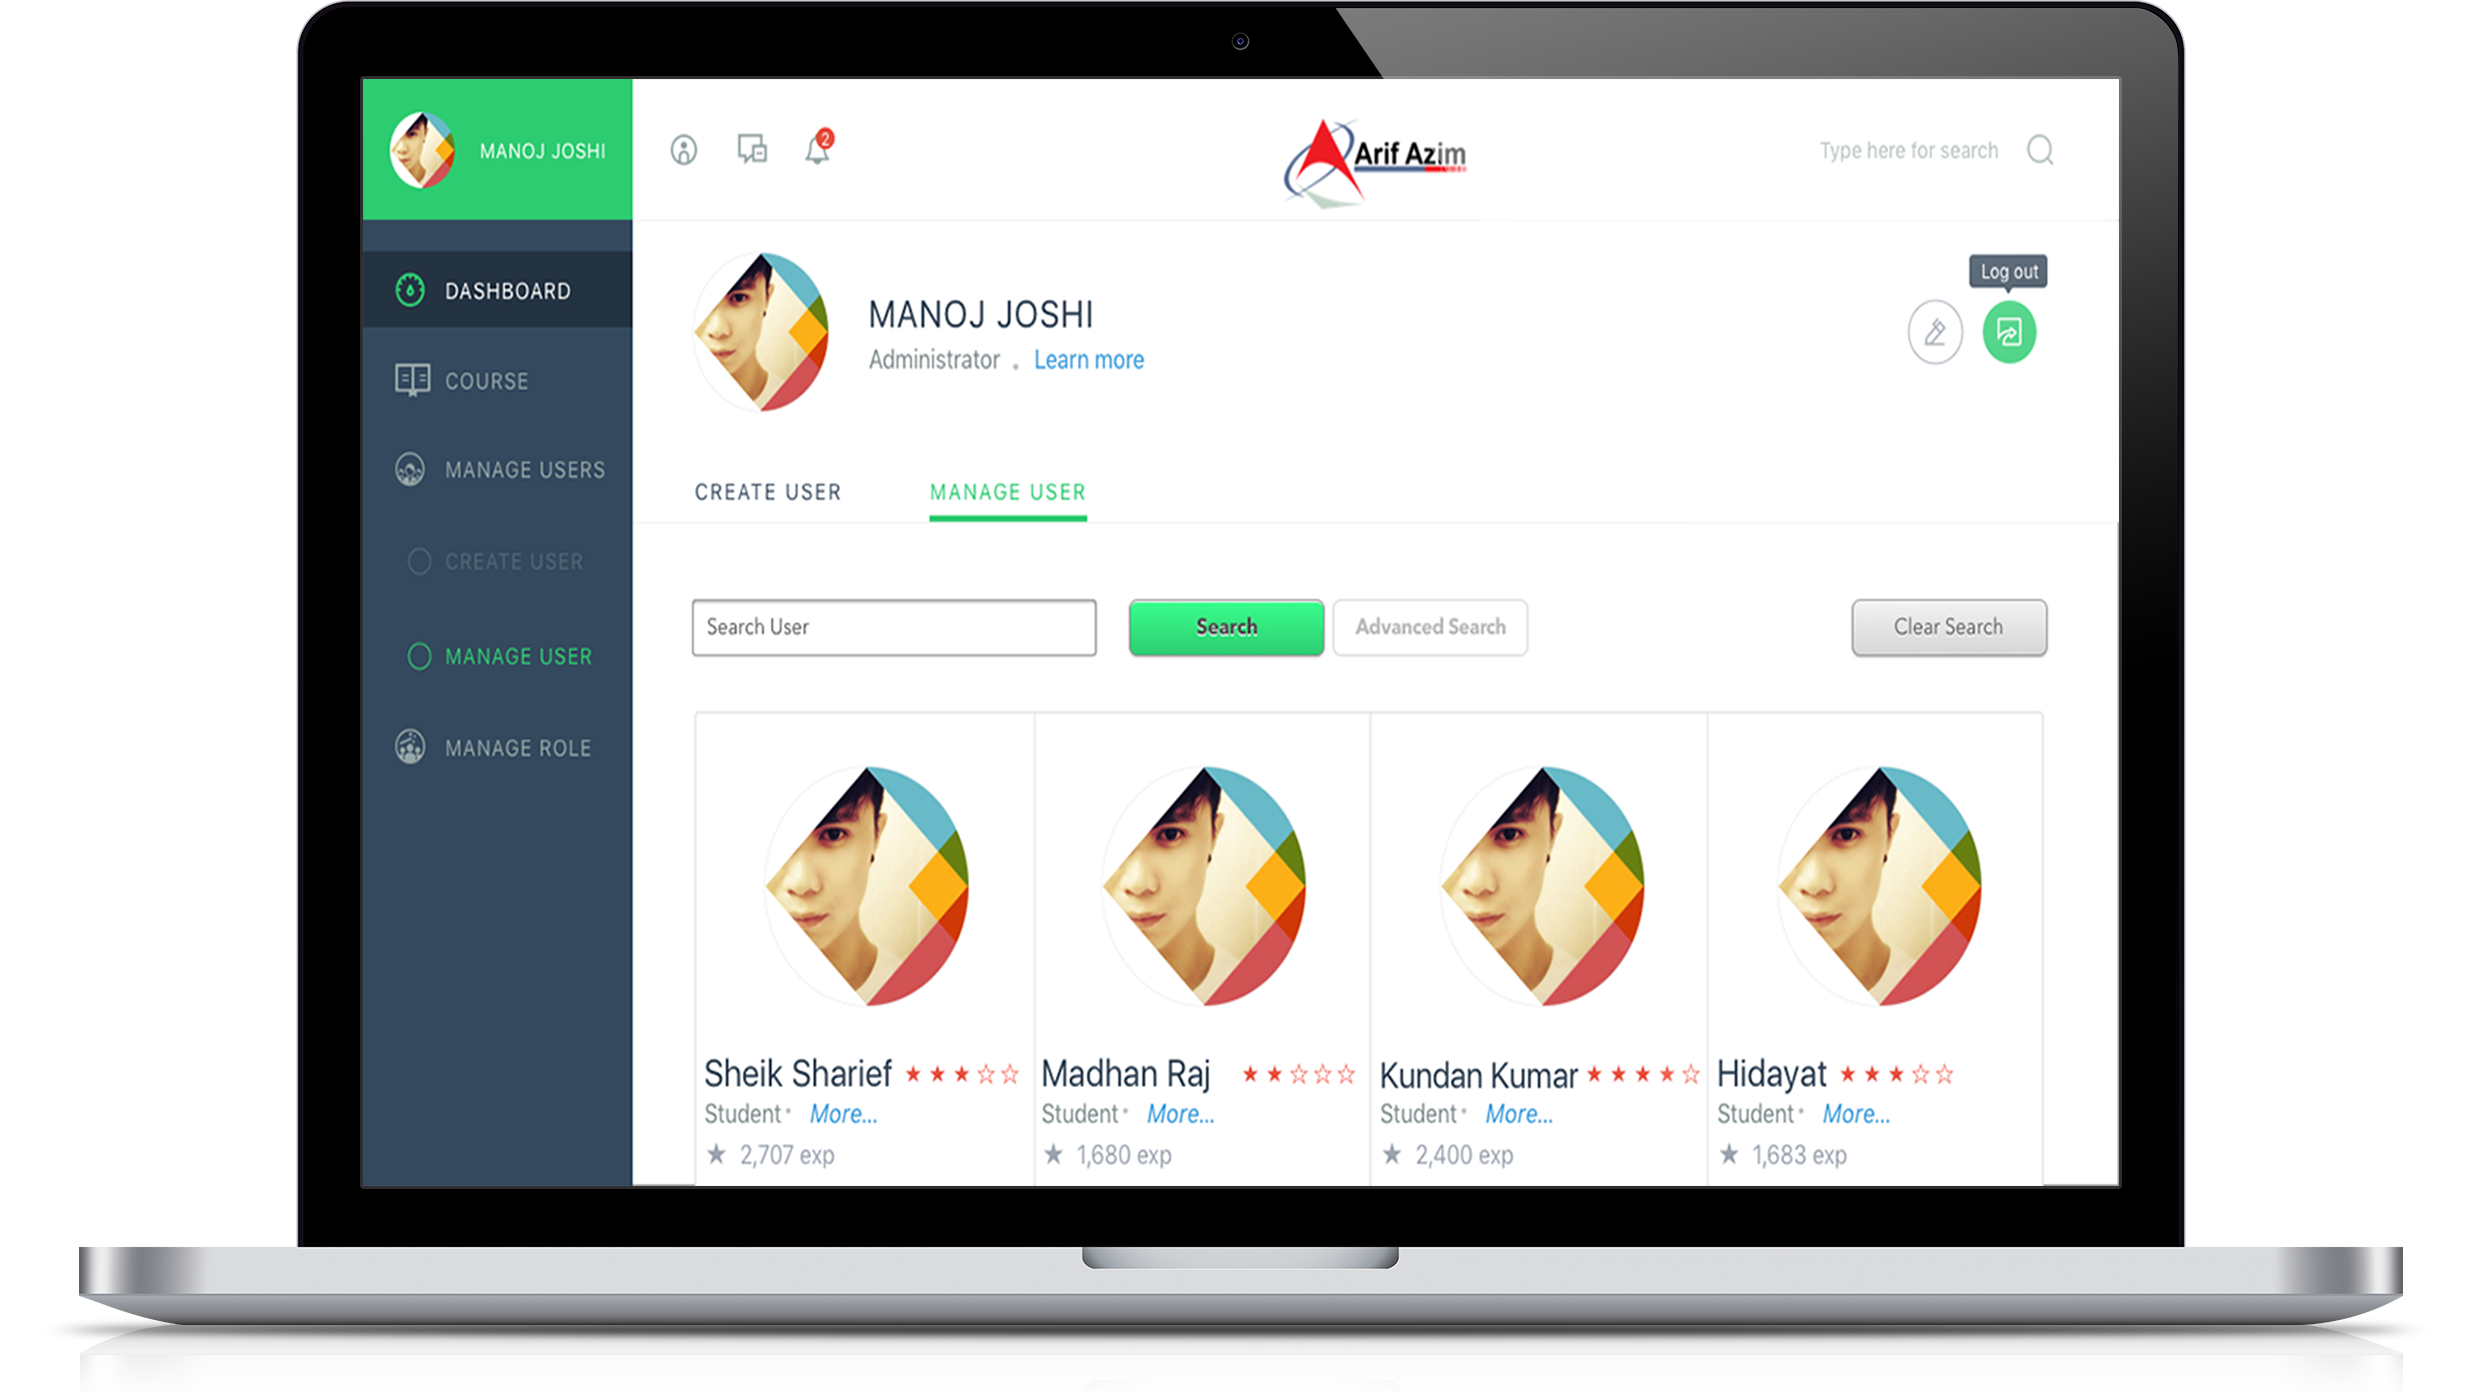 MANOJ JOSHI
2
Arif Azim
Type here for search
DASHBOARD
COURSE
MANAGE USERS
CREATE USER
MANAGE USER
MANAGE ROLE
Log out
MANOJ JOSHI
Administrator . Learn more
CREATE USER MANAGE USER
Search User Search Advanced Search Clear Search
Sheik Sharief ★★★☆☆
Student • More...
★ 2,707 exp
Madhan Raj ★★☆☆☆
Student • More...
★ 1,680 exp
Kundan Kumar ★★★★☆
Student • More...
★ 2,400 exp
Hidayat ★★★☆☆
Student • More...
★ 1,683 exp